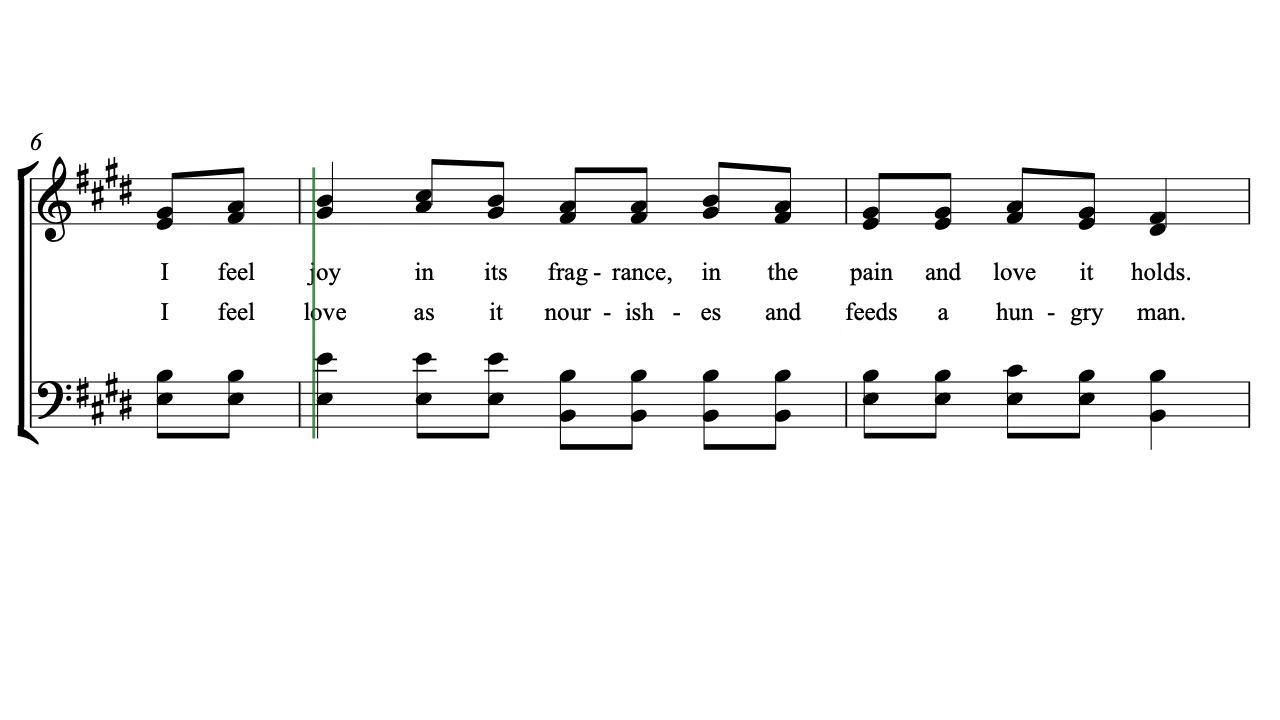 6
I feel joy in its frag - rance, in the pain and love it holds.
I feel love as it nour - ish - es and feeds a hun - gry man.